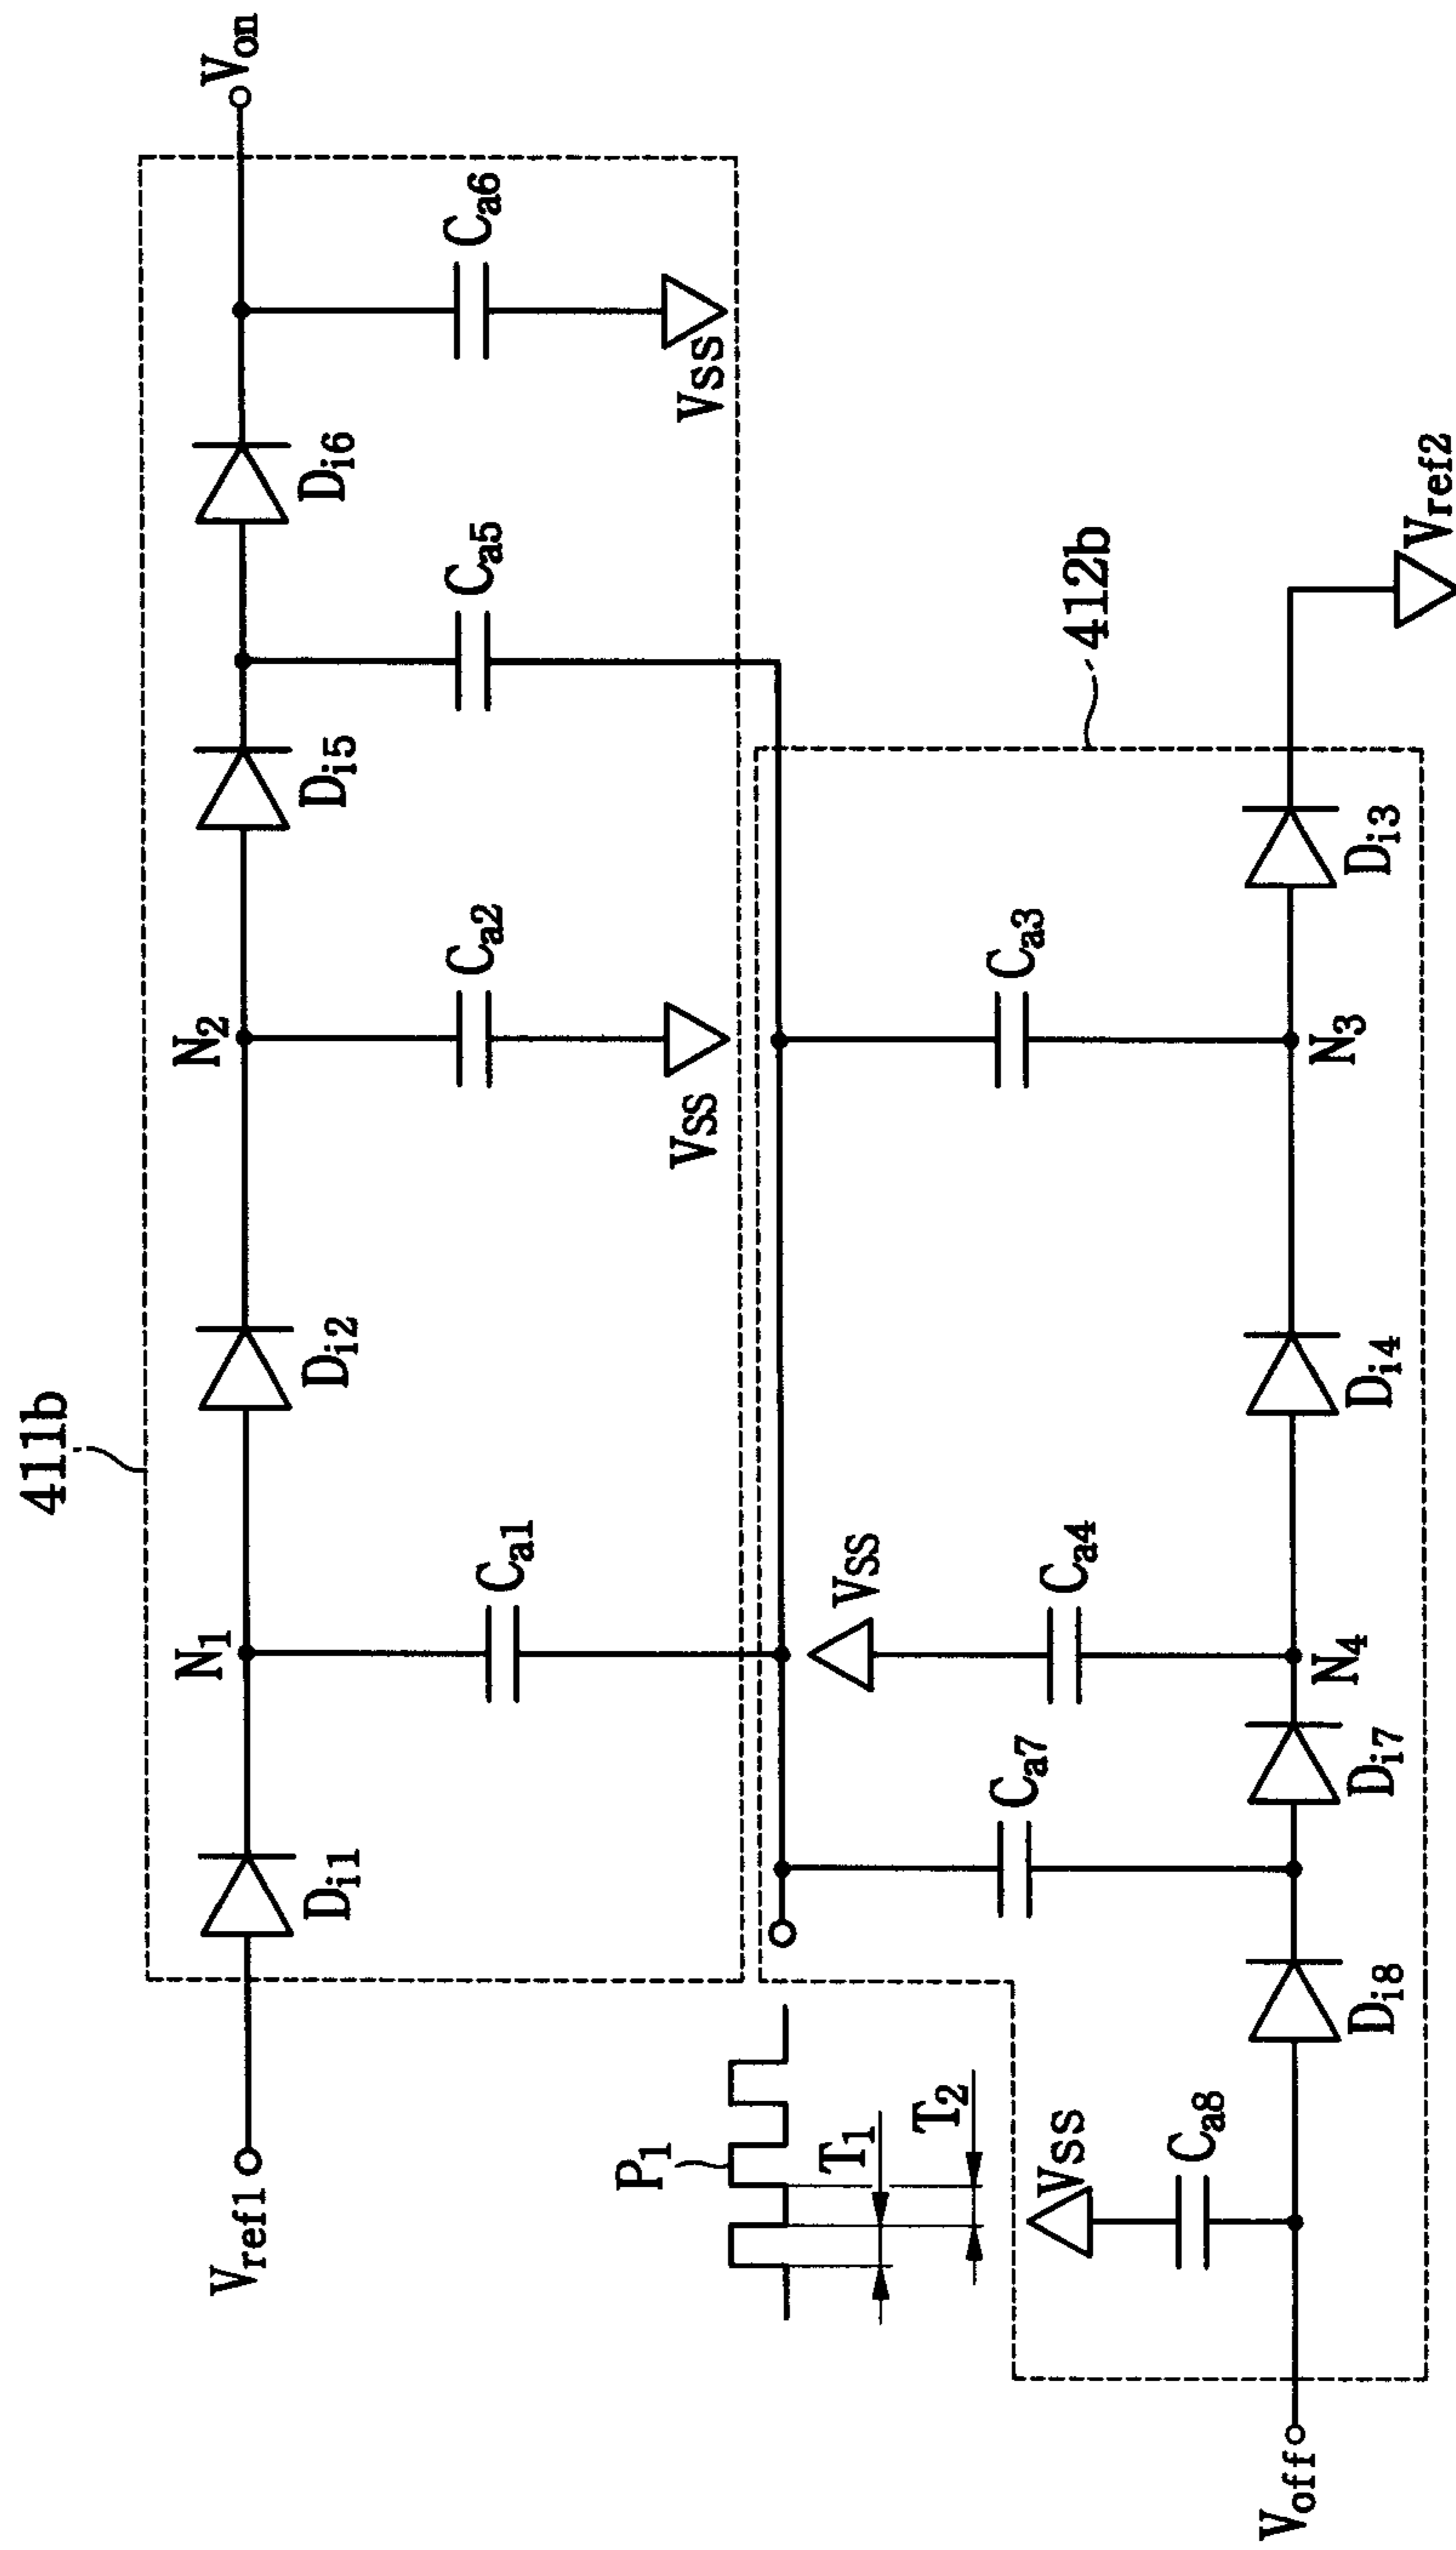 411b
Vref1
Di1
N1
Di2
N2
Di5
Di6
Von
Ca1
Ca2
Ca5
Ca6
VSS
VSS
P1
T1
T2
412b
VSS
VSS
Ca8
Ca7
Ca4
Ca3
Voff
Di8
Di7
N4
Di4
N3
Di3
Vref2